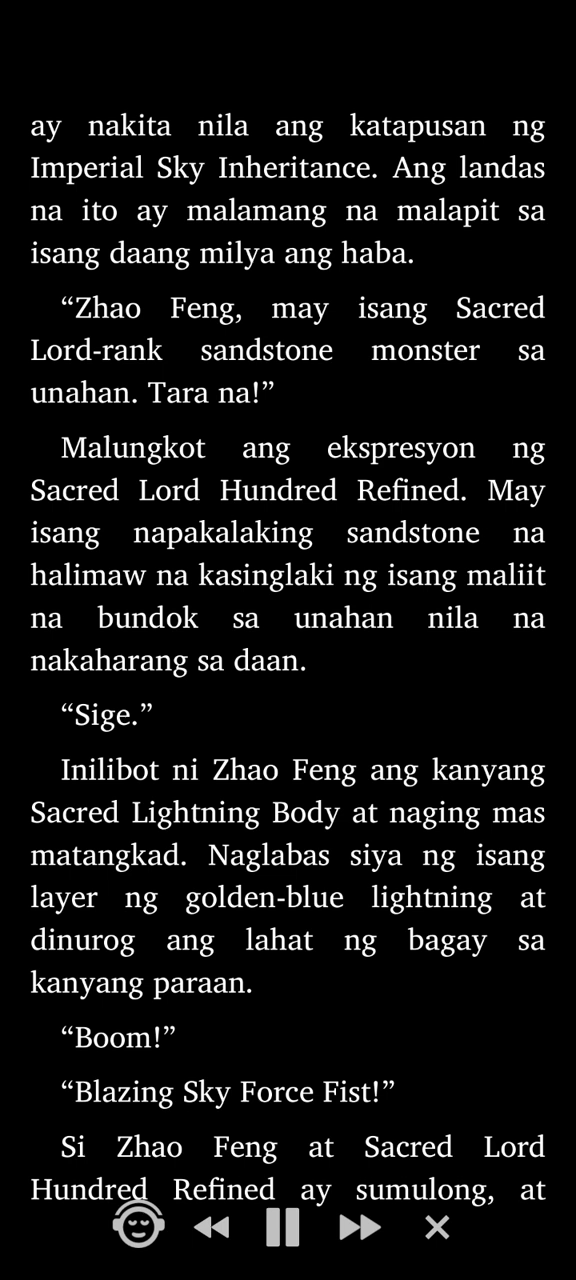 ay nakita nila ang katapusan ng
Imperial Sky Inheritance. Ang landas
na ito ay malamang na malapit sa
isang daang milya ang haba.
“Zhao Feng, may isang Sacred
Lord-rank sandstone monster sa
unahan. Tara na!”
Malungkot ang ekspresyon ng
Sacred Lord Hundred Refined. May
isang napakalaking sandstone na
halimaw na kasinglaki ng isang maliit
na bundok sa unahan nila na
nakaharang sa daan.
“Sige.”
Inilibot ni Zhao Feng ang kanyang
Sacred Lightning Body at naging mas
matangkad. Naglabas siya ng isang
layer ng golden-blue lightning at
dinurog ang lahat ng bagay sa
kanyang paraan.
“Boom!”
“Blazing Sky Force Fist!”
Si Zhao Feng at Sacred Lord
Hundred Refined ay sumulong, at